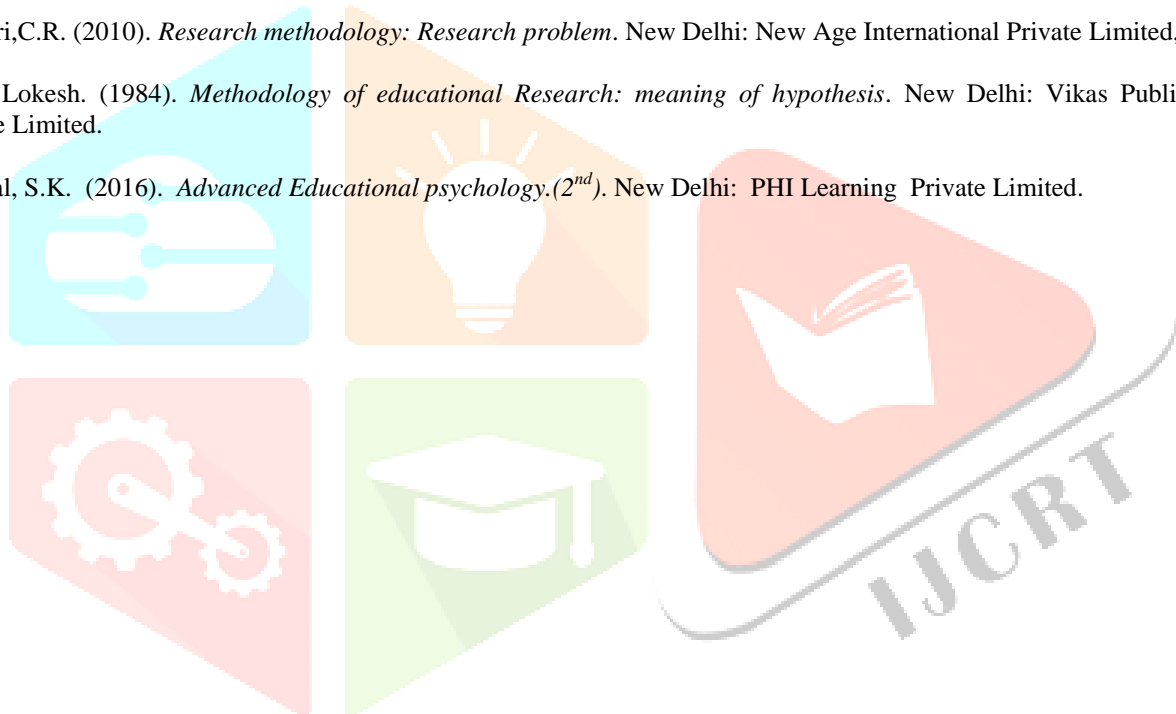 ri,C.R. (2010). Research methodology: Research problem. New Delhi: New Age International Private Limited,
Lokesh. (1984). Methodology of educational Research: meaning of hypothesis. New Delhi: Vikas Publi
e Limited.
al, S.K. (2016). Advanced Educational psychology.(2nd). New Delhi: PHI Learning Private Limited.
IJCRT